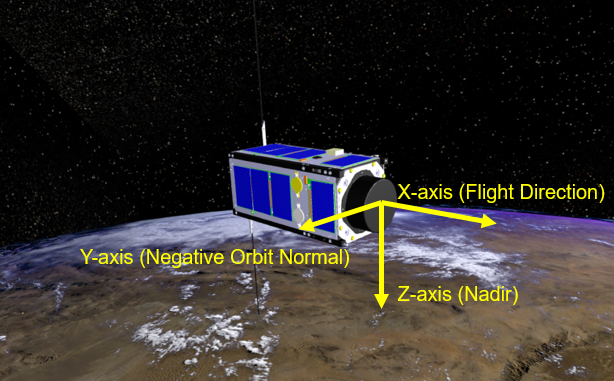 X-axis (Flight Direction)
Y-axis (Negative Orbit Normal)
Z-axis (Nadir)